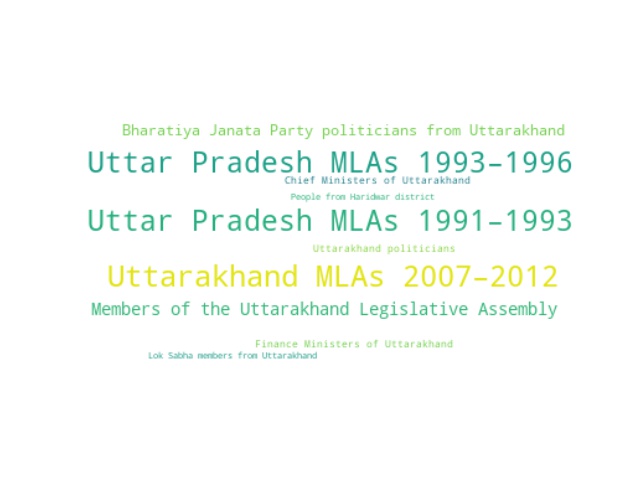 Bharatiya Janata Party politicians from Uttarakhand
Uttar Pradesh MLAs 1993–1996
Chief Ministers of Uttarakhand
People from Haridwar district
Uttar Pradesh MLAs 1991–1993
Uttarakhand politicians
Uttarakhand MLAs 2007–2012
Members of the Uttarakhand Legislative Assembly
Finance Ministers of Uttarakhand
Lok Sabha members from Uttarakhand